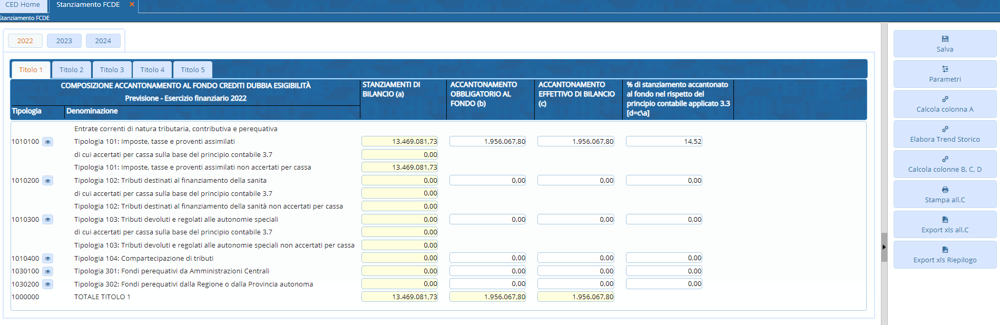 CED Home
Stanziamento FCDE
Stanziamento FCDE
2022
2023
2024
Titolo 1
Titolo 2
Titolo 3
Titolo 4
Titolo 5
COMPOSIZIONE ACCANTONAMENTO AL FONDO CREDITI DUBBIA ESIGIBILITÀ
Previsione - Esercizio finanziario 2022
Tipologia
Denominazione
STANZIAMENTI DI
BILANCIO (a)
ACCANTONAMENTO
OBBLIGATORIO AL
FONDO (b)
ACCANTONAMENTO
EFFETTIVO DI BILANCIO
(c)
% di stanziamento accantonato
al fondo nel rispetto del
principio contabile applicato 3.3
[d=c\a]
Entrate correnti di natura tributaria, contributiva e perequativa
1010100 Tipologia 101: Imposte, tasse e proventi assimilati 13.469.081,73 1.956.067,80 1.956.067,80 14,52
di cui accertati per cassa sulla base del principio contabile 3.7 0,00
Tipologia 101: Imposte, tasse e proventi assimilati non accertati per cassa 13.469.081,73
1010200 Tipologia 102: Tributi destinati al finanziamento della sanita 0,00 0,00 0,00 0,00
di cui accertati per cassa sulla base del principio contabile 3.7 0,00
Tipologia 102: Tributi destinati al finanziamento della sanità non accertati per cassa 0,00
1010300 Tipologia 103: Tributi devoluti e regolati alle autonomie speciali 0,00 0,00 0,00 0,00
di cui accertati per cassa sulla base del principio contabile 3.7 0,00
Tipologia 103: Tributi devoluti e regolati alle autonomie speciali non accertati per cassa 0,00
1010400 Tipologia 104: Compartecipazione di tributi 0,00 0,00 0,00 0,00
1030100 Tipologia 301: Fondi perequativi da Amministrazioni Centrali 0,00 0,00 0,00 0,00
1030200 Tipologia 302: Fondi perequativi dalla Regione o dalla Provincia autonoma 0,00 0,00 0,00 0,00
1000000 TOTALE TITOLO 1 13.469.081,73 1.956.067,80 1.956.067,80
Salva
Parametri
Calcola colonna A
Elabora Trend Storico
Calcola colonne B, C, D
Stampa all.C
Export xls all.C
Export xls Riepilogo